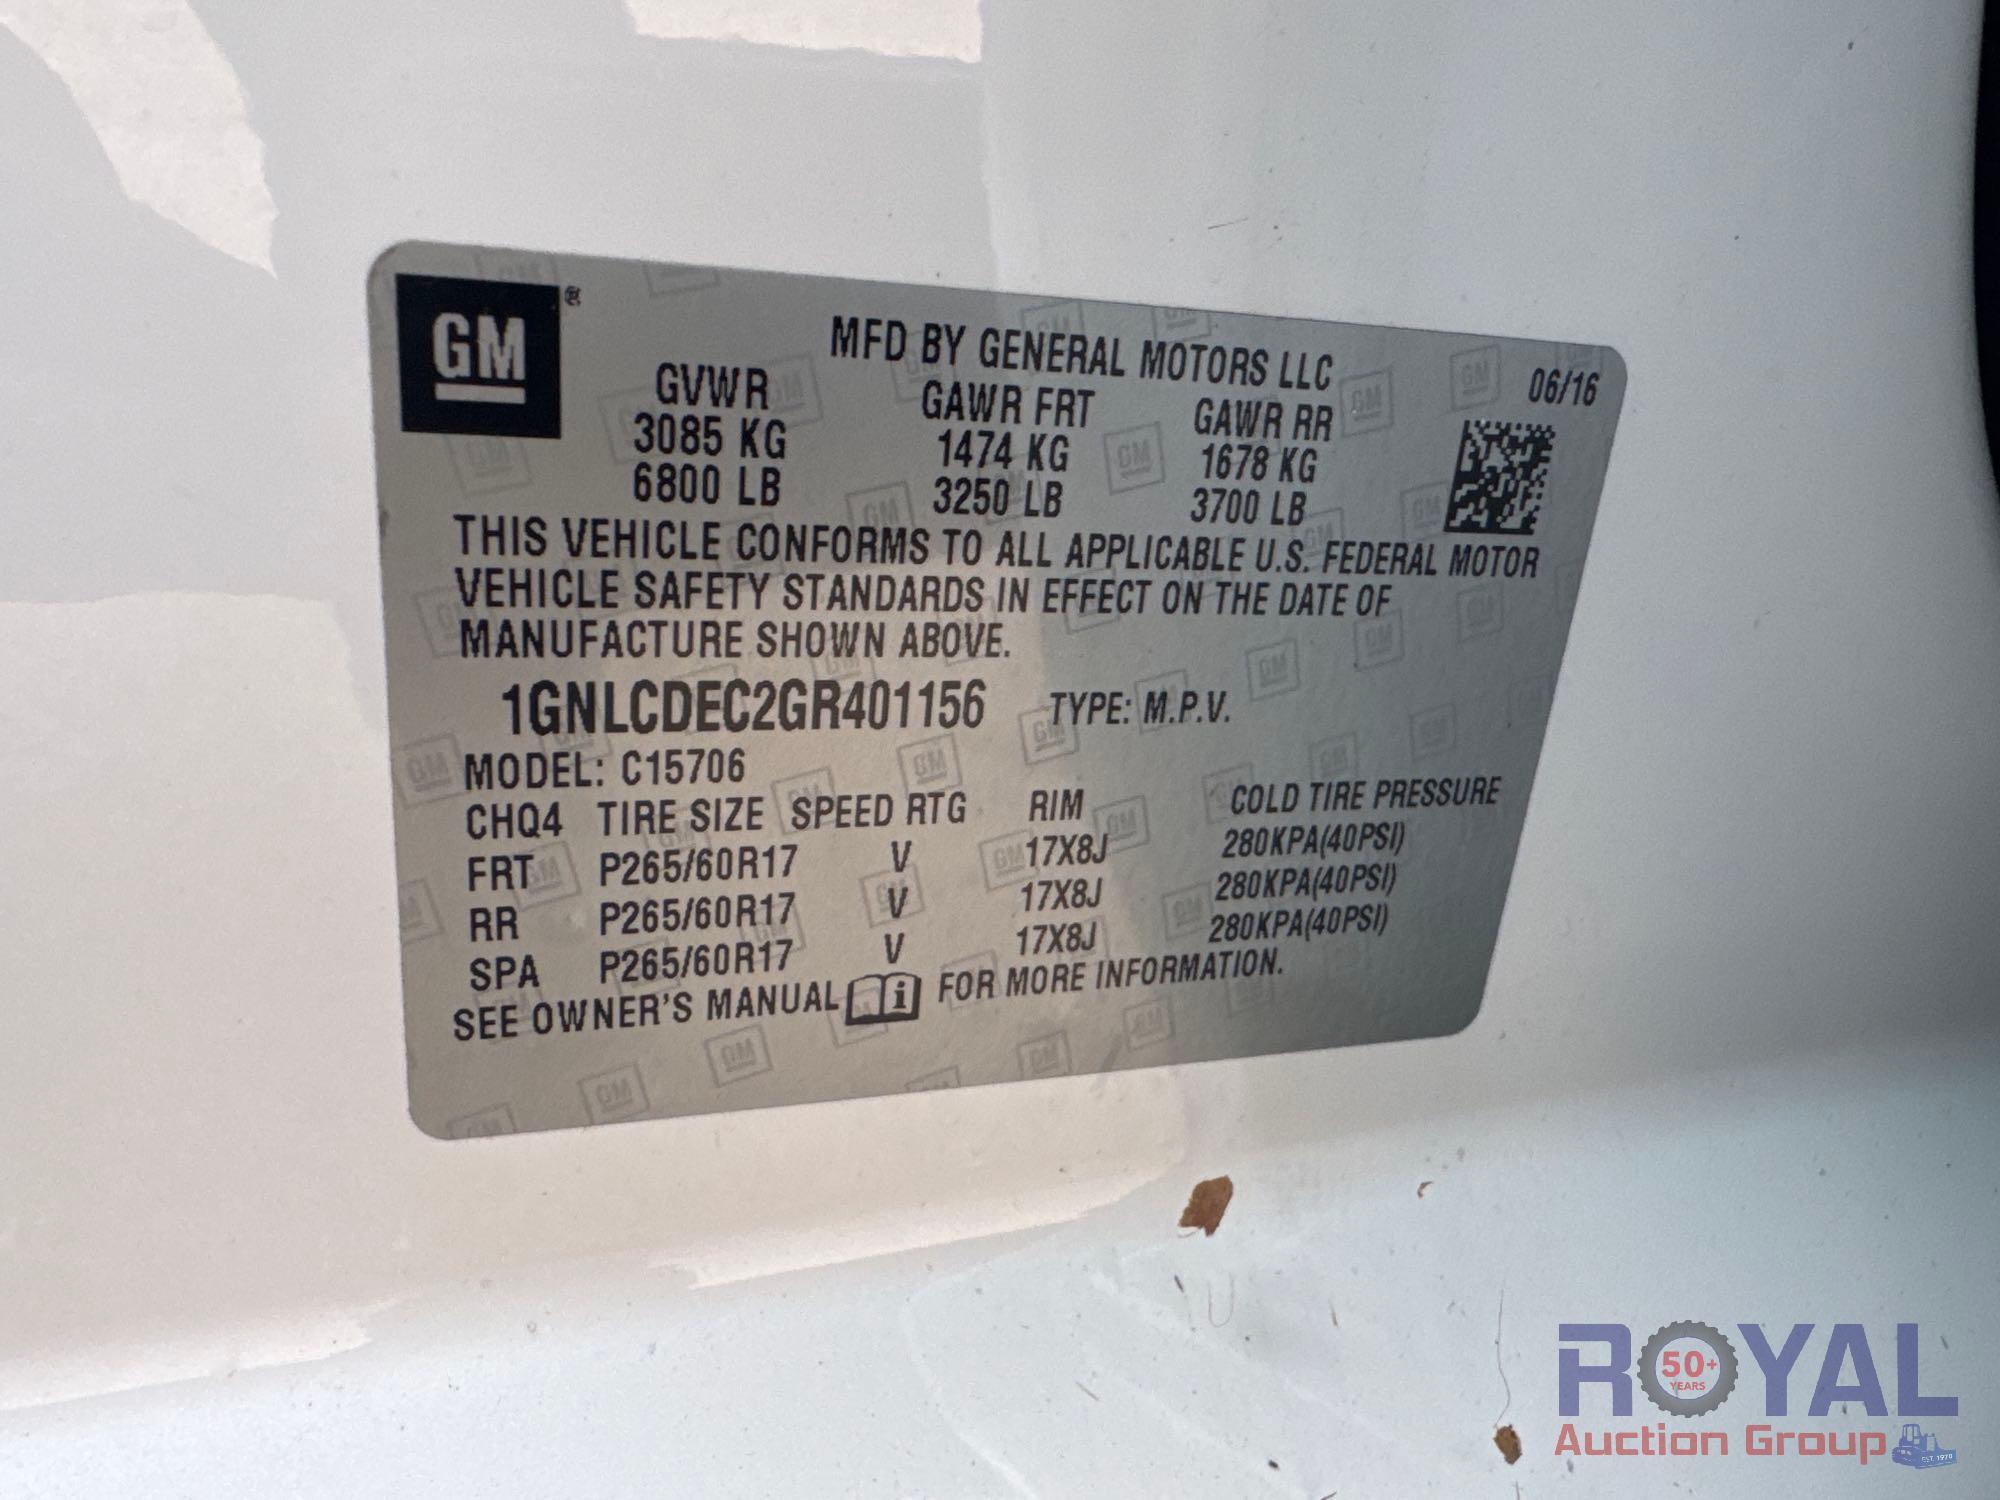 GM®
MFD BY GENERAL MOTORS LLC
06/16
GVWR GAWR FRT GAWR RR
3085 KG 1474 KG 1678 KG
6800 LB 3250 LB 3700 LB
THIS VEHICLE CONFORMS TO ALL APPLICABLE U.S. FEDERAL MOTOR
VEHICLE SAFETY STANDARDS IN EFFECT ON THE DATE OF
MANUFACTURE SHOWN ABOVE.
1GNLCDEC2GR401156 TYPE: M.P.V.
MODEL: C15706
CHQ4 TIRE SIZE SPEED RTG RIM COLD TIRE PRESSURE
FRT P265/60R17 V 17X8J 280KPA(40PSI)
RR P265/60R17 V 17X8J 280KPA(40PSI)
SPA P265/60R17 V 17X8J 280KPA(40PSI)
SEE OWNER'S MANUAL i FOR MORE INFORMATION.
ROYAL
50+
YEARS
Auction Group
EST. 1970